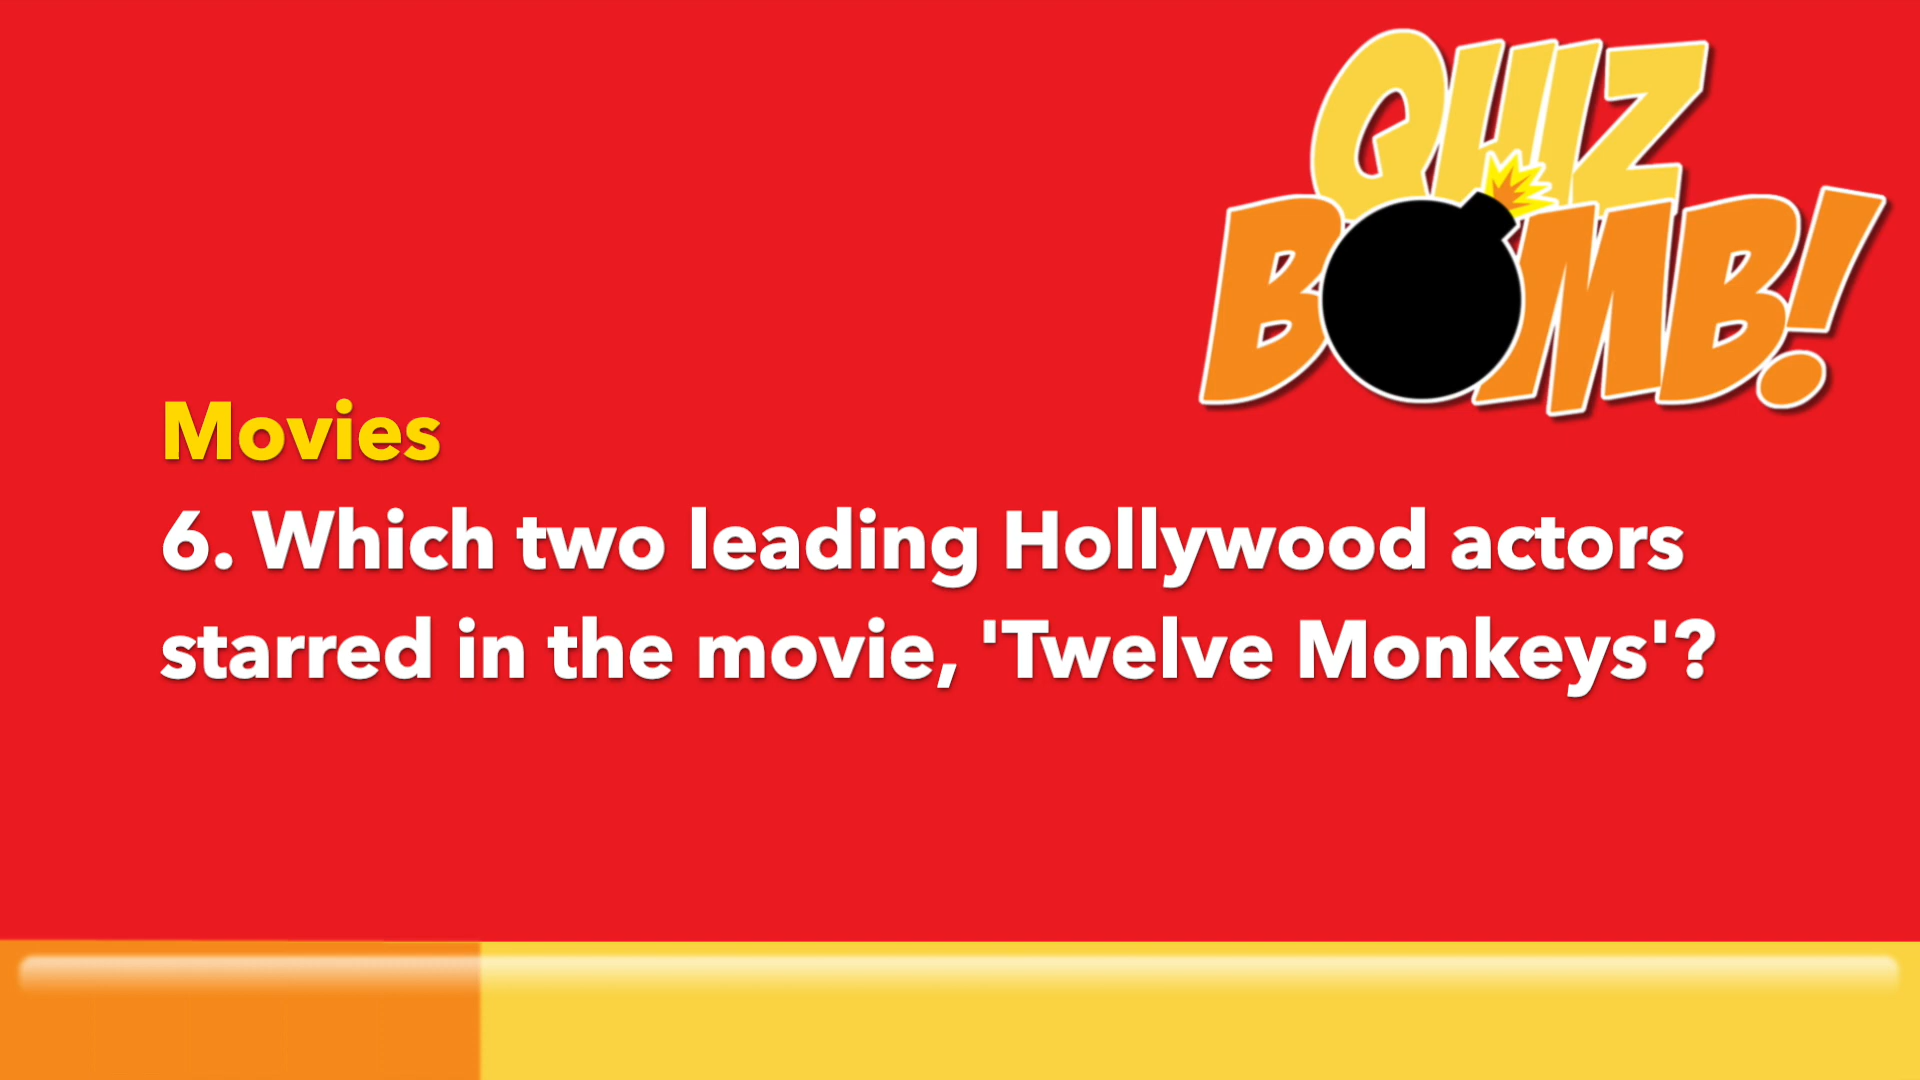 QUIZ
BOMB!
Movies
6. Which two leading Hollywood actors
starred in the movie, 'Twelve Monkeys'?